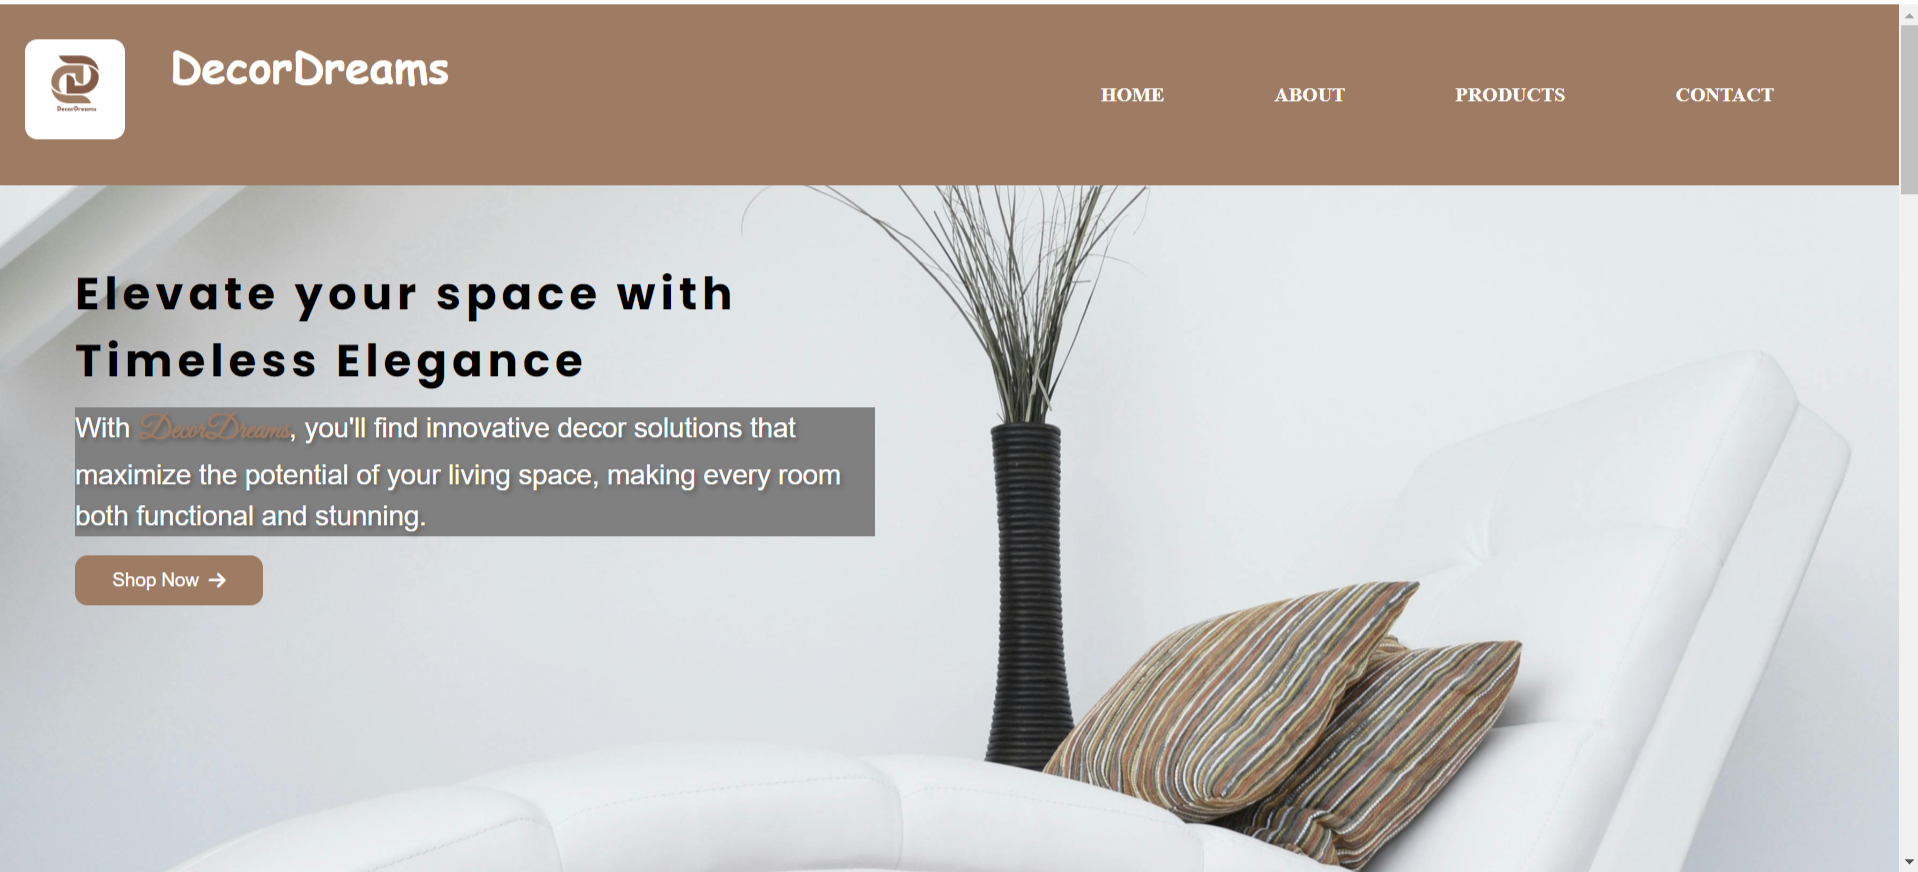 DecorDreams
DecorDreams
HOME
ABOUT
PRODUCTS
CONTACT
Elevate your space with
Timeless Elegance
With DecorDreams, you'll find innovative decor solutions that
maximize the potential of your living space, making every room
both functional and stunning.
Shop Now →